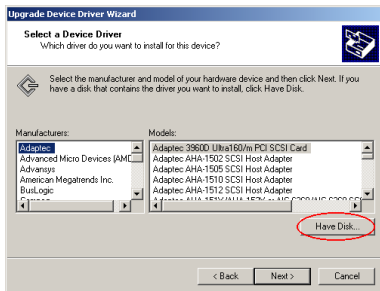 Upgrade Device Driver Wizard
Select a Device Driver
Which driver do you want to install for this device?
Select the manufacturer and model of your hardware device and then click Next. If you
have a disk that contains the driver you want to install, click Have Disk.
Manufacturers:
Adaptec
Advanced Micro Devices (AMD
Advansys
American Megatrends Inc.
BusLogic
Models:
Adaptec 3960D Ultra160/m PCI SCSI Card
Adaptec AHA-1502 SCSI Host Adapter
Adaptec AHA-1505 SCSI Host Adapter
Adaptec AHA-1510 SCSI Host Adapter
Adaptec AHA-1512 SCSI Host Adapter
Have Disk...
< Back
Next >
Cancel